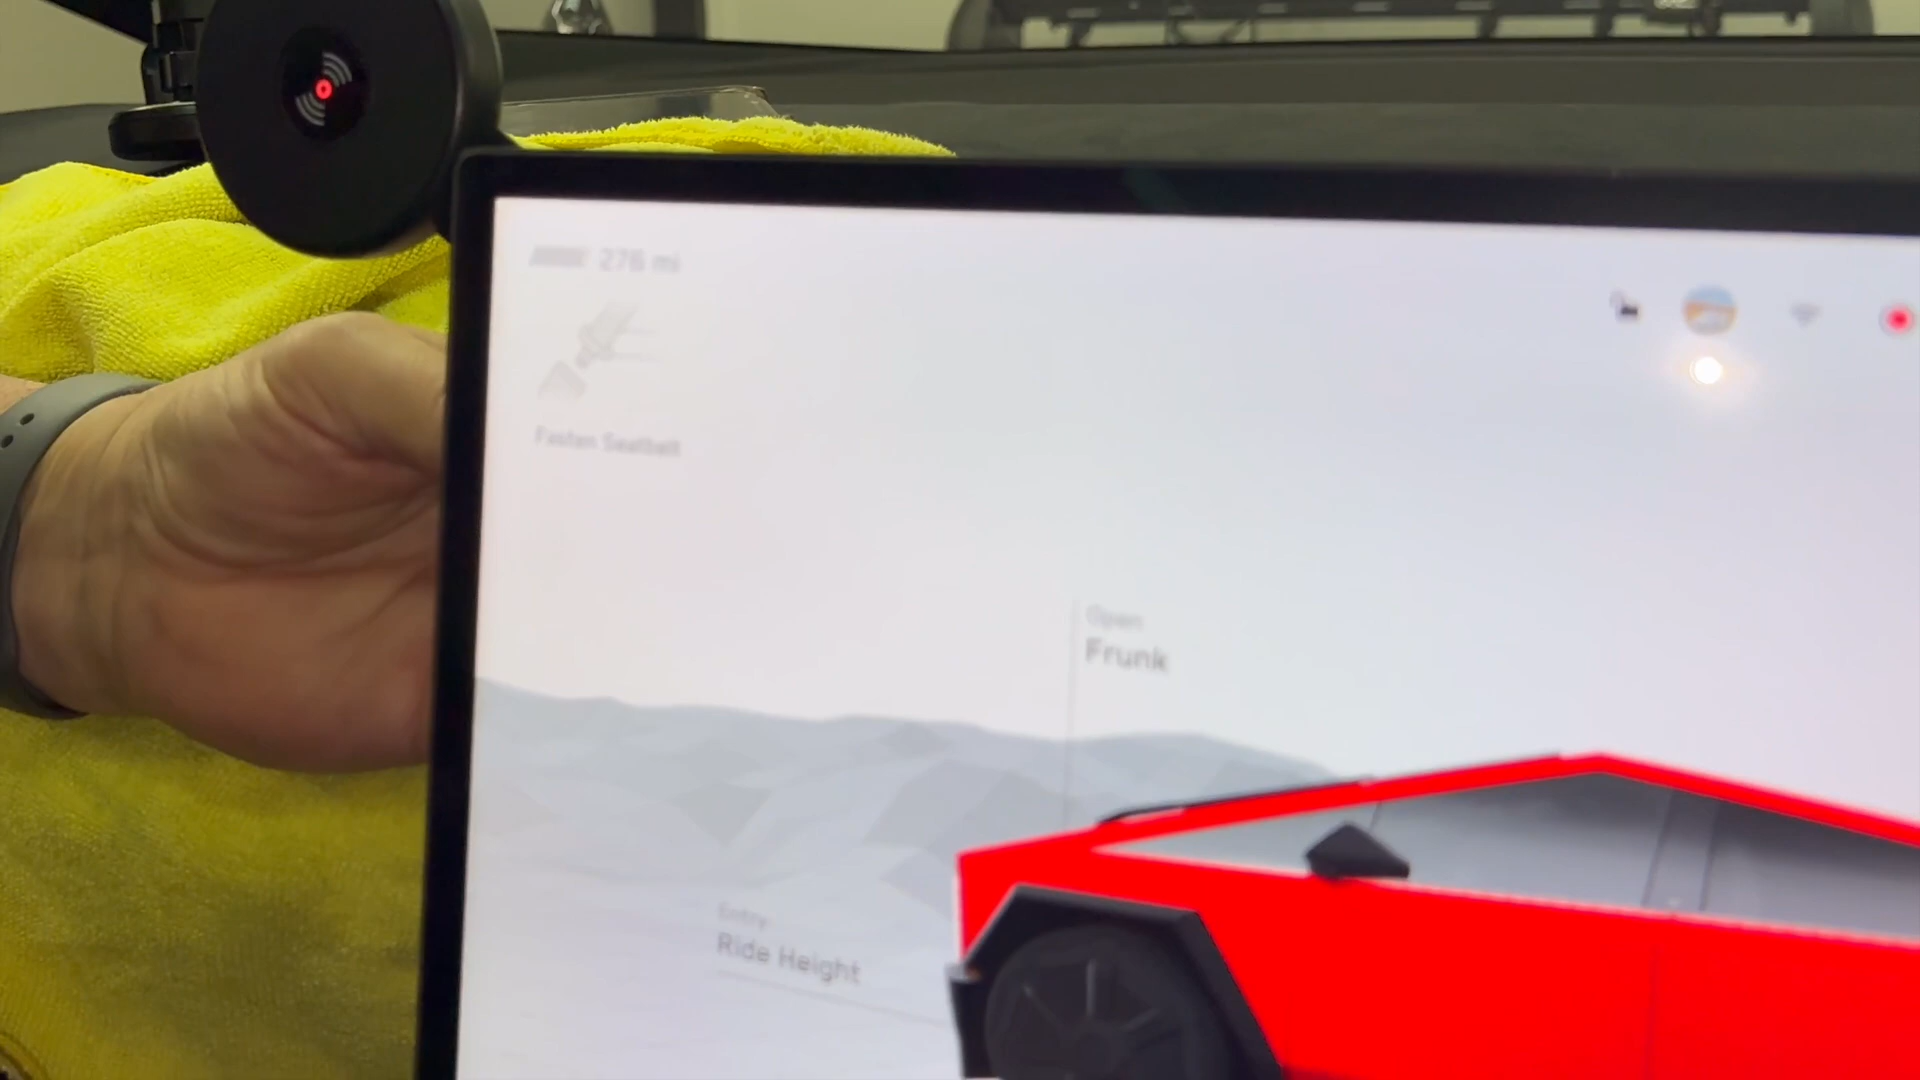 276 mi
Fasten Seatbelt
Open
Frunk
Entry
Ride Height